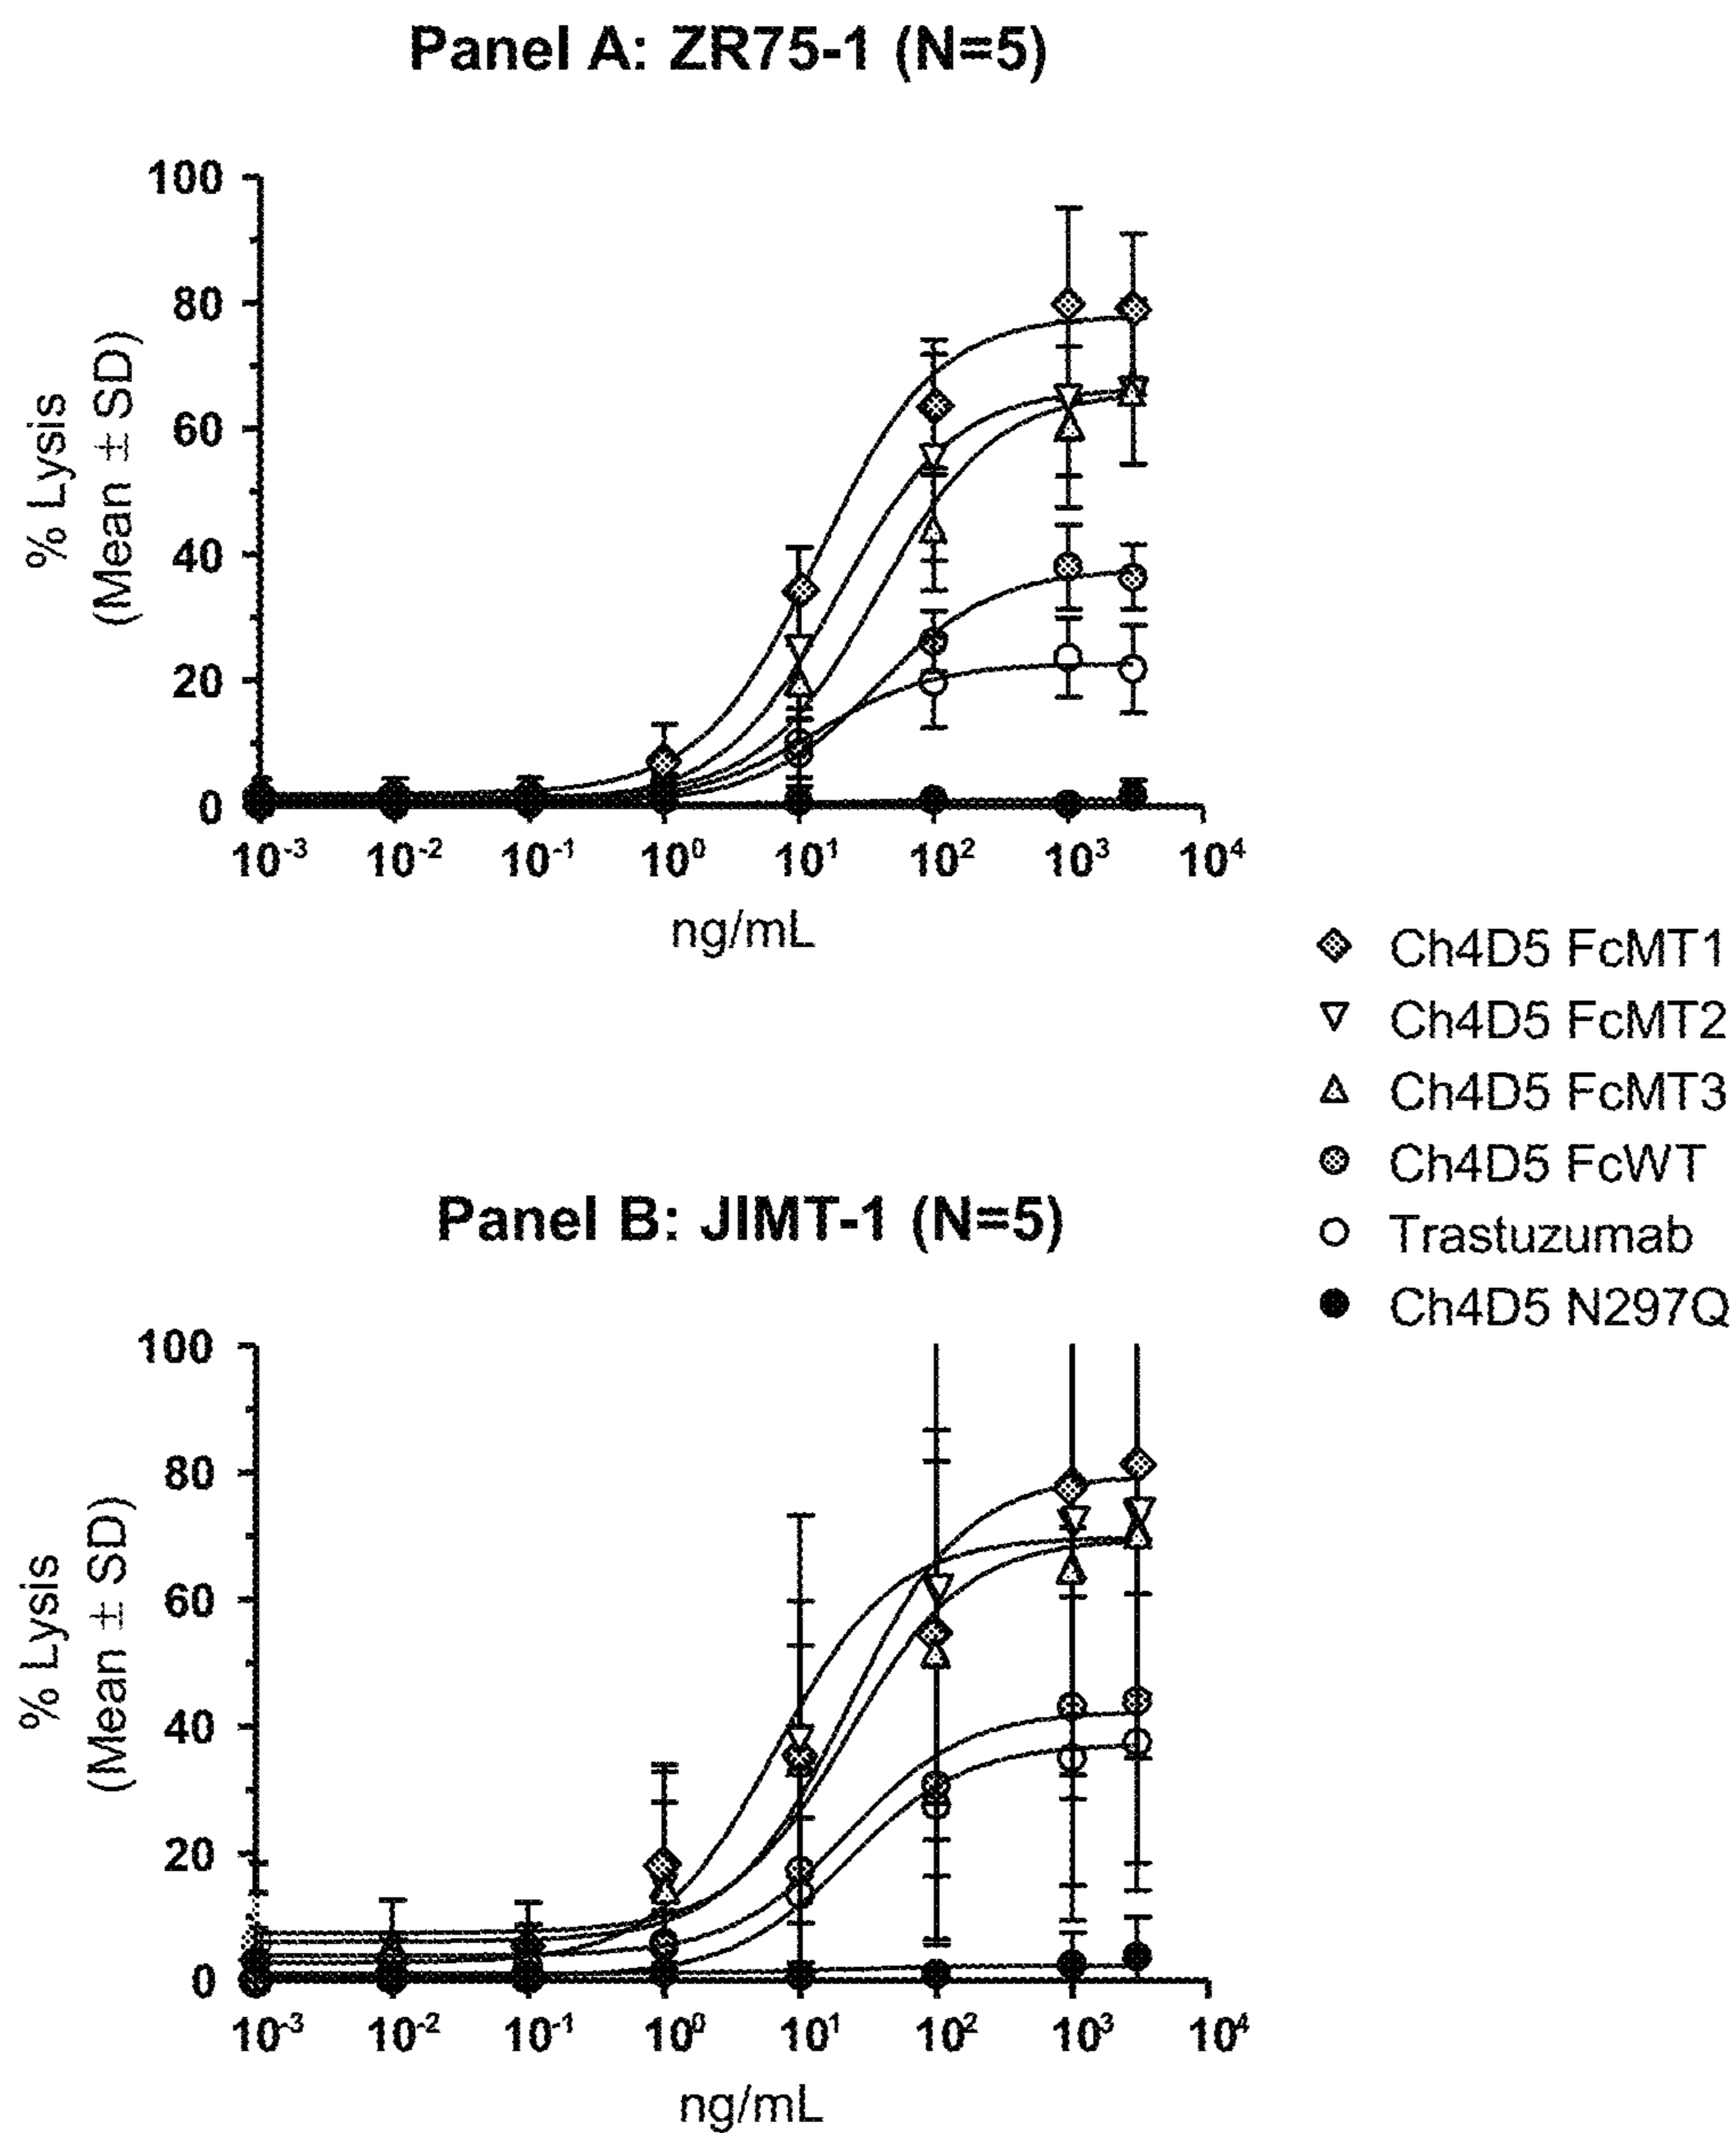 Panel A: ZR75-1 (N=5)
100
80
60
40
20
0
% Lysis
(Mean ± SD)
10-3 10-2 10-1 100 101 102 103 104
ng/mL
Ch4D5 FcMT1
Ch4D5 FcMT2
Ch4D5 FcMT3
Ch4D5 FcWT
Trastuzumab
Ch4D5 N297Q
Panel B: JIMT-1 (N=5)
100
80
60
40
20
0
% Lysis
(Mean ± SD)
10-3 10-2 10-1 100 101 102 103 104
ng/mL